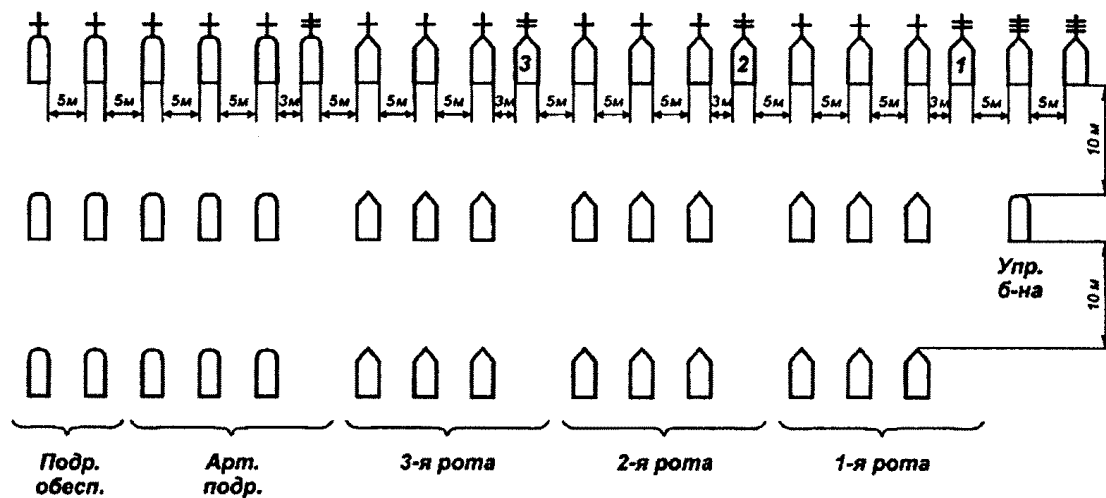 3 2 1
5м 5м 5м 5м 3м 5м 5м 5м 3м 5м 5м 5м 3м 5м 5м 5м 3м 5м 5м
10 м
Упр.
б-на
10 м
Подр.
обесп.
Арт.
подр.
3-я рота
2-я рота
1-я рота